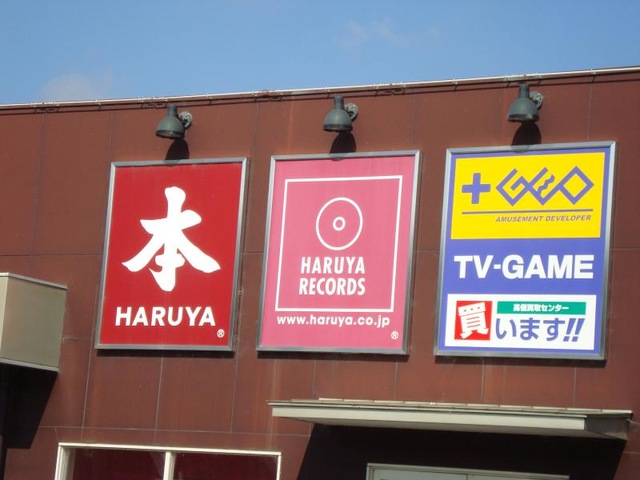 本
HARUYA
®
HARUYA
RECORDS
www.haruya.co.jp
®
+GEO
AMUSEMENT DEVELOPER
TV-GAME
高価買取センター
買います!!